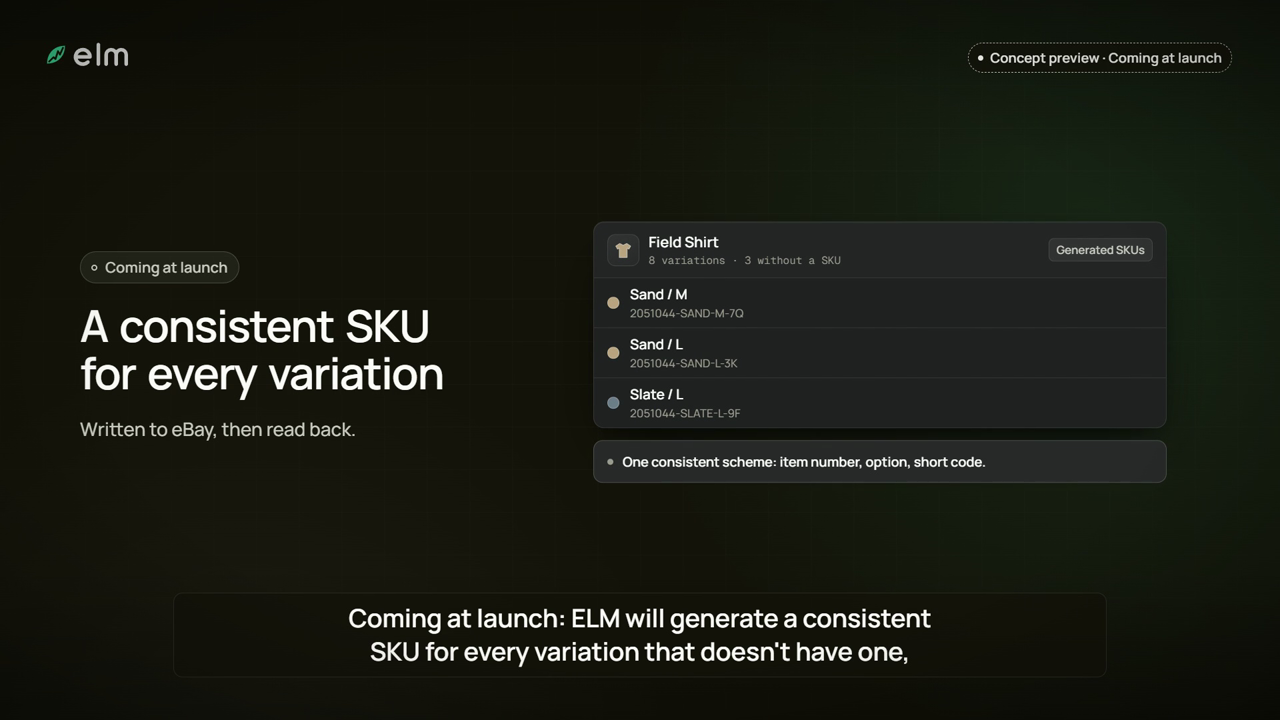 elm
Concept preview · Coming at launch
Coming at launch
A consistent SKU
for every variation
Written to eBay, then read back.
Field Shirt
8 variations · 3 without a SKU
Generated SKUs
Sand / M
2051044-SAND-M-7Q
Sand / L
2051044-SAND-L-3K
Slate / L
2051044-SLATE-L-9F
One consistent scheme: item number, option, short code.
Coming at launch: ELM will generate a consistent
SKU for every variation that doesn't have one,